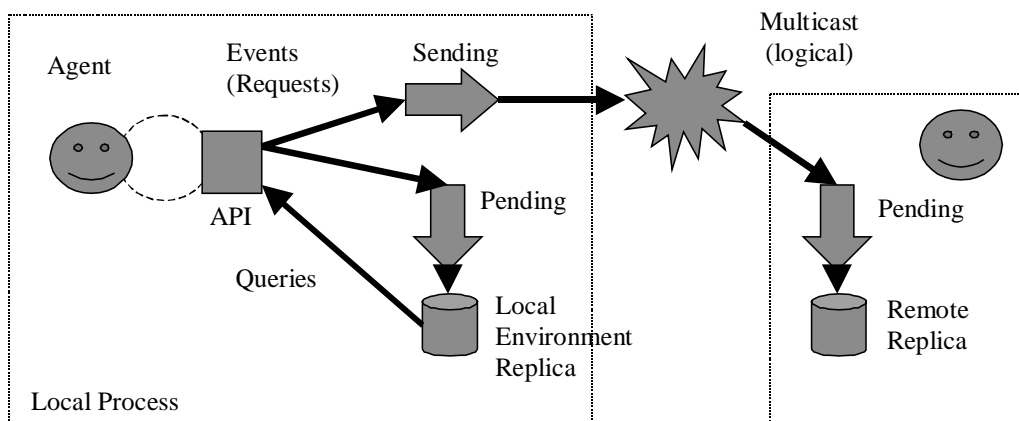 Agent
Events
(Requests)
Sending
Multicast
(logical)
API
Pending
Pending
Queries
Local
Environment
Replica
Remote
Replica
Local Process